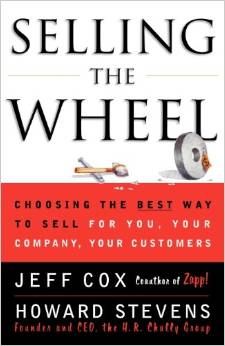 SELLING
THE
WHEEL
CHOOSING THE BEST WAY
TO SELL FOR YOU, YOUR
COMPANY, YOUR CUSTOMERS
JEFF COX Coauthor of Zapp!
HOWARD STEVENS
Founder and CEO, the H.R. Chally Group